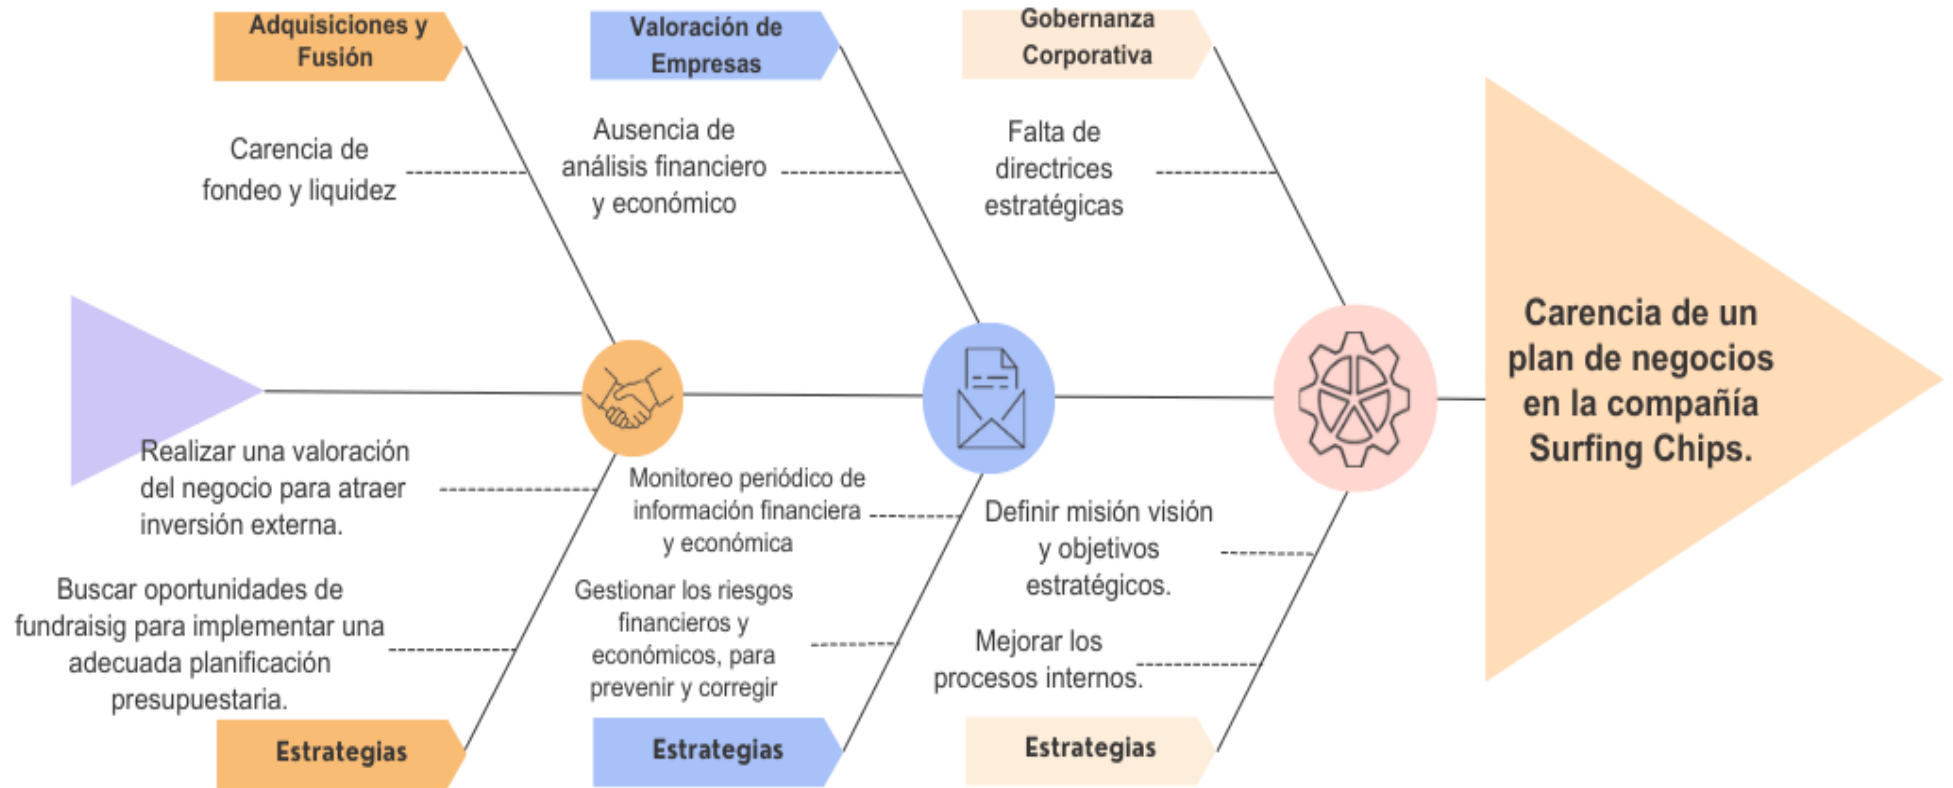 Adquisiciones y
Fusión
Valoración de
Empresas
Gobernanza
Corporativa
Carencia de
fondeo y liquidez
Ausencia de
análisis financiero
y económico
Falta de
directrices
estratégicas
Carencia de un
plan de negocios
en la compañía
Surfing Chips.
Realizar una valoración
del negocio para atraer
inversión externa.
Buscar oportunidades de
fundraisig para implementar una
adecuada planificación
presupuestaria.
Monitoreo periódico de
información financiera
y económica
Gestionar los riesgos
financieros y
económicos, para
prevenir y corregir
Definir misión visión
y objetivos
estratégicos.
Mejorar los
procesos internos.
Estrategias
Estrategias
Estrategias